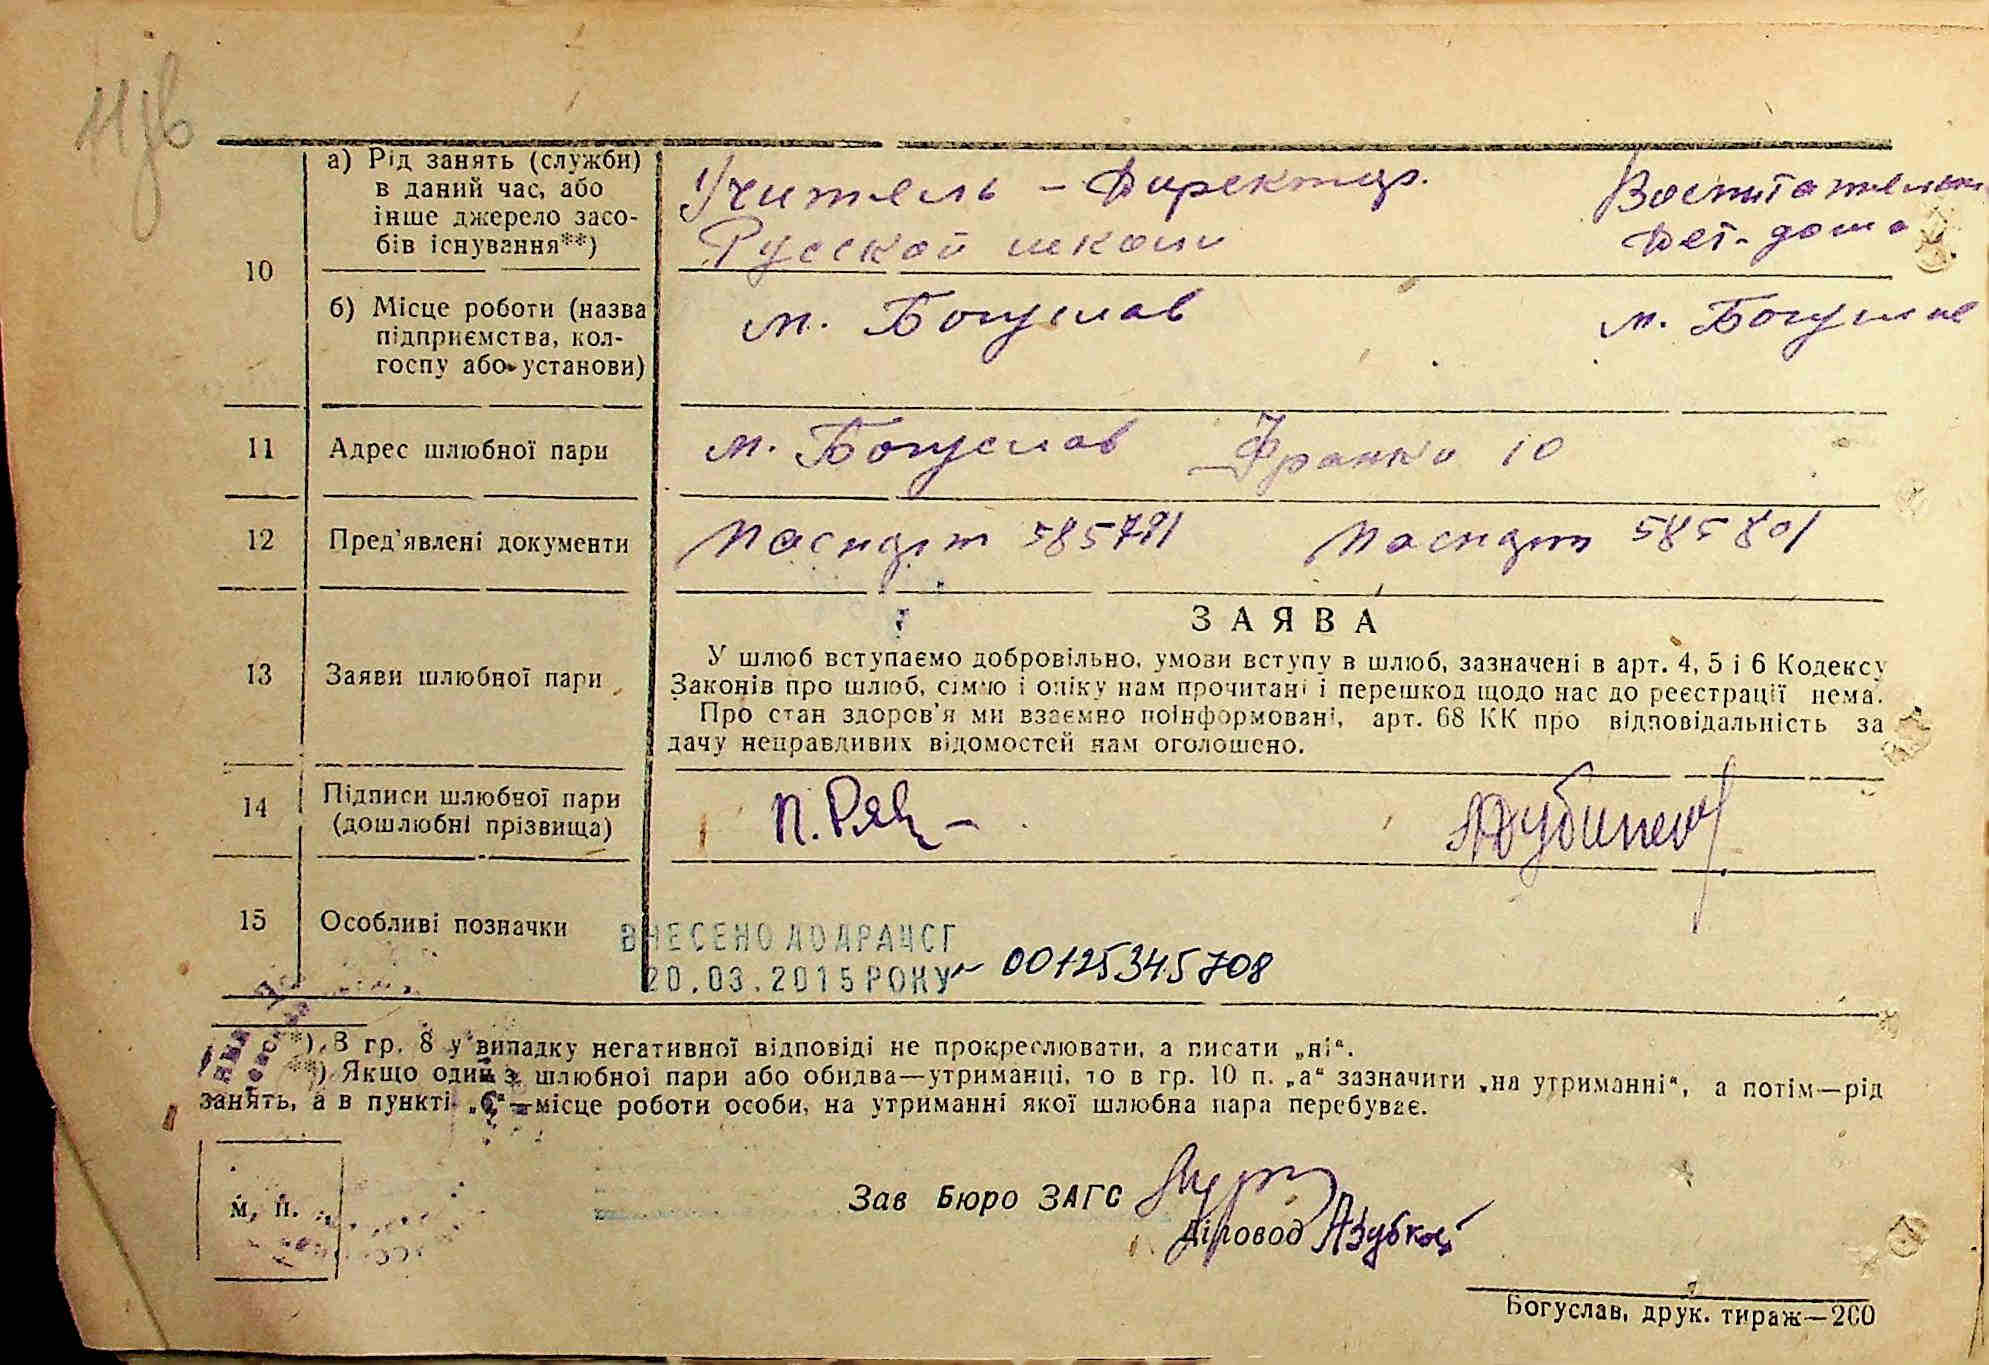 а) Рід занять (служби)
в даний час, або
інше джерело засо-
бів існування**)
Учитель - Директор.
Русской школи
Воспитательни
Дет-дома
10
б) Місце роботи (назва
підприємства, кол-
госпу або установи)
м. Богуслав
м. Богуслав
11
Адрес шлюбної пари
м. Богуслав Франко 10
12
Пред'явлені документи
Паспорт 585791 Паспорт 585801
13
Заяви шлюбної пари
ЗАЯВА
У шлюб вступаємо добровільно, умови вступу в шлюб, зазначені в арт. 4, 5 і 6 Кодексу
Законів про шлюб, сім'ю і опіку нам прочитані і перешкод щодо нас до реєстрації нема.
Про стан здоров'я ми взаємно поінформовані, арт. 68 КК про відповідальність за
дачу неправдивих відомостей нам оголошено.
14
Підписи шлюбної пари
(дошлюбні прізвища)
15
Особливі позначки
ВНЕСЕНО ДО ДРАЦСГ
20.03.2015 РОКУ 00125345708
*) В гр. 8 у випадку негативної відповіді не прокреслювати, а писати „ні“.
**) Якщо один з шлюбної пари або обидва—утриманці, то в гр. 10 п. „а“ зазначити „на утриманні“, а потім—рід
занять, а в пункті „б“—місце роботи особи, на утриманні якої шлюбна пара перебуває.
м. п.
Зав Бюро ЗАГС
Діловод
Богуслав, друк. тираж—200